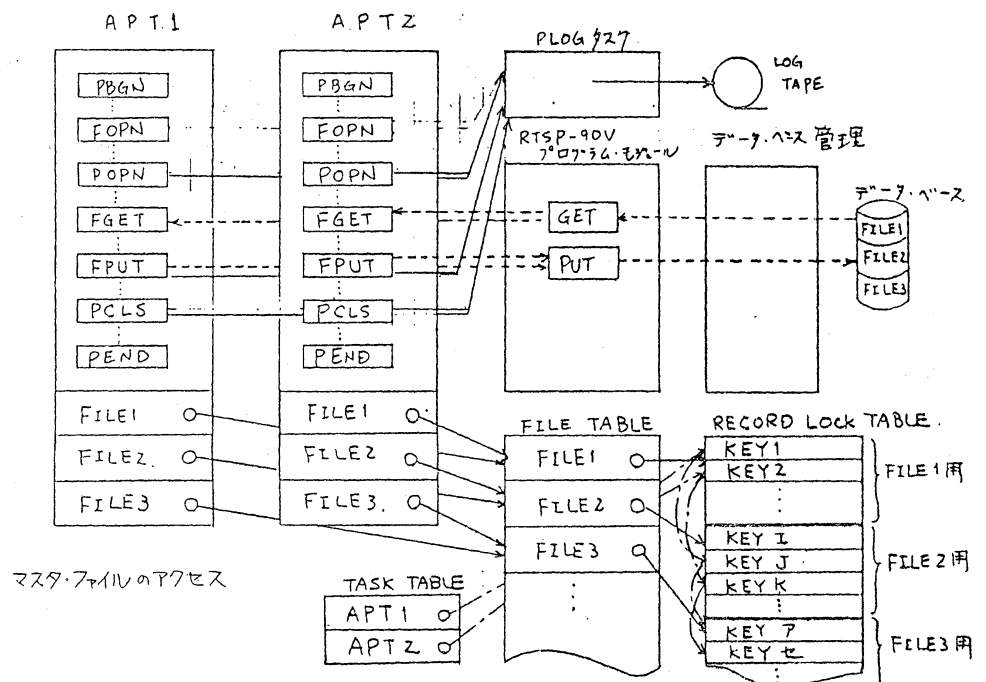 APT.1
APT2
PLOGタスク
LOG
TAPE
PBGN
FOPN
POPN
FGET
FPUT
PCLS
PEND
FILE1
FILE2.
FILE3
PBGN
FOPN
POPN
FGET
FPUT
PCLS
PEND
FILE1
FILE2
FILE3.
RTSP-90V
プログラム・モジュール
GET
PUT
データ・ベース管理
データ・ベース
FILE1
FILE2
FILE3
FILE TABLE
FILE1
FILE2
FILE3
RECORD LOCK TABLE.
KEY1
KEY2
FILE1用
KEY I
KEY J
KEY K
FILE2用
KEY ア
KEY セ
FILE3用
マスタ・ファイルのアクセス
TASK TABLE
APT1
APT2